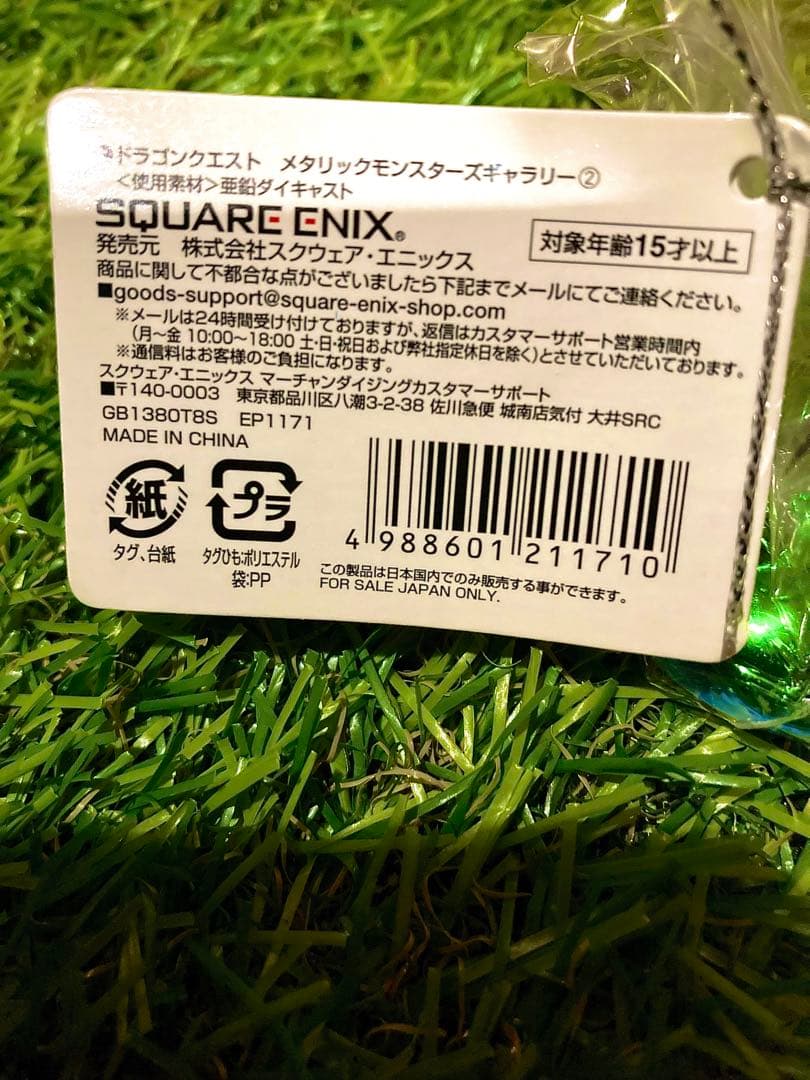 ドラゴンクエスト メタリックモンスターズギャラリー②
<使用素材>亜鉛ダイキャスト
SQUARE ENIX®
発売元 株式会社スクウェア・エニックス
対象年齢15才以上
商品に関して不都合な点がございましたら下記までメールにてご連絡ください。
■goods-support@square-enix-shop.com
※メールは24時間受け付けておりますが、返信はカスタマーサポート営業時間内
(月〜金 10:00〜18:00 土・日・祝日および弊社指定休日を除く)とさせていただいております。
※通信料はお客様のご負担になります。
スクウェア・エニックス マーチャンダイジングカスタマーサポート
■〒140-0003 東京都品川区八潮3-2-38 佐川急便 城南店気付 大井SRC
GB1380T8S EP1171
MADE IN CHINA
紙
タグ、台紙
プラ
タグひも:ポリエステル
袋:PP
4 988601 211710
この製品は日本国内でのみ販売する事ができます。
FOR SALE JAPAN ONLY.